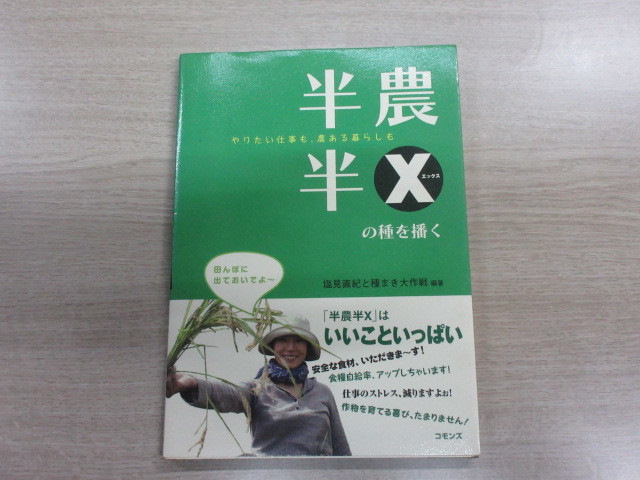 半農
やりたい仕事も、農ある暮らしも
半X
エックス
の種を播く
田んぼに
出ておいでよ～
塩見直紀と種まき大作戦 編著
「半農半X」は
いいこといっぱい
安全な食材、いただきま〜す！
食糧自給率、アップしちゃいます！
仕事のストレス、減りますよぉ！
作物を育てる喜び、たまりません！
コモンズ